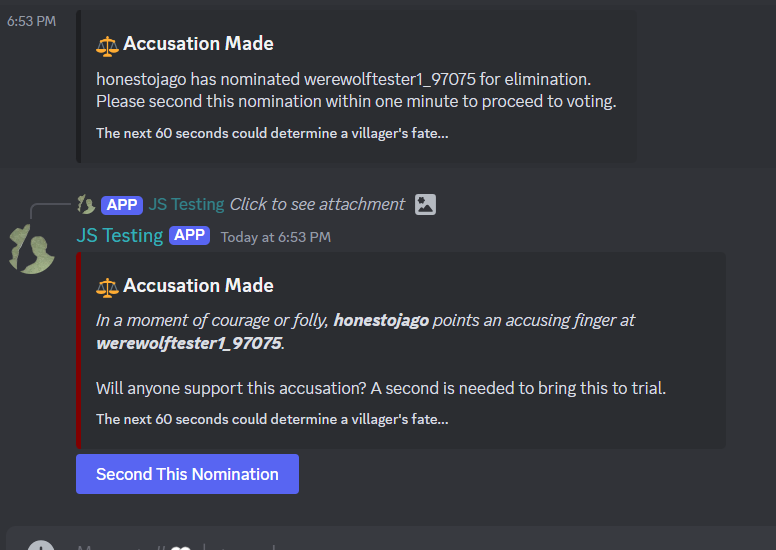 6:53 PM
Accusation Made
honestojago has nominated werewolftester1_97075 for elimination.
Please second this nomination within one minute to proceed to voting.
The next 60 seconds could determine a villager's fate...
APP JS Testing Click to see attachment
JS Testing APP Today at 6:53 PM
Accusation Made
In a moment of courage or folly, honestojago points an accusing finger at
werewolftester1_97075.
Will anyone support this accusation? A second is needed to bring this to trial.
The next 60 seconds could determine a villager's fate...
Second This Nomination